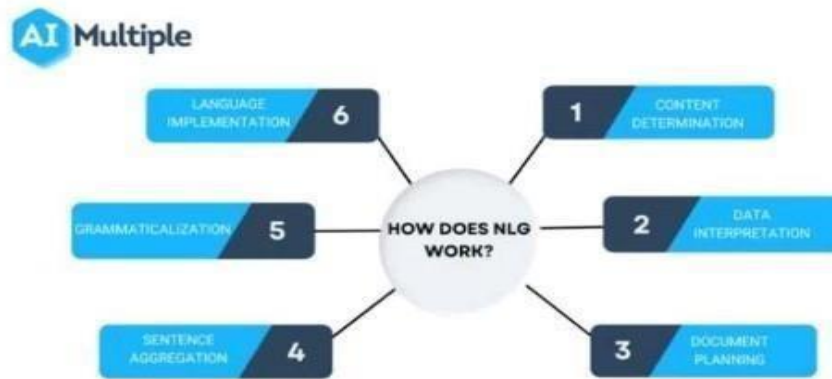 AI Multiple
HOW DOES NLG
WORK?
1
CONTENT
DETERMINATION
2
DATA
INTERPRETATION
3
DOCUMENT
PLANNING
4
SENTENCE
AGGREGATION
5
GRAMMATICALIZATION
6
LANGUAGE
IMPLEMENTATION